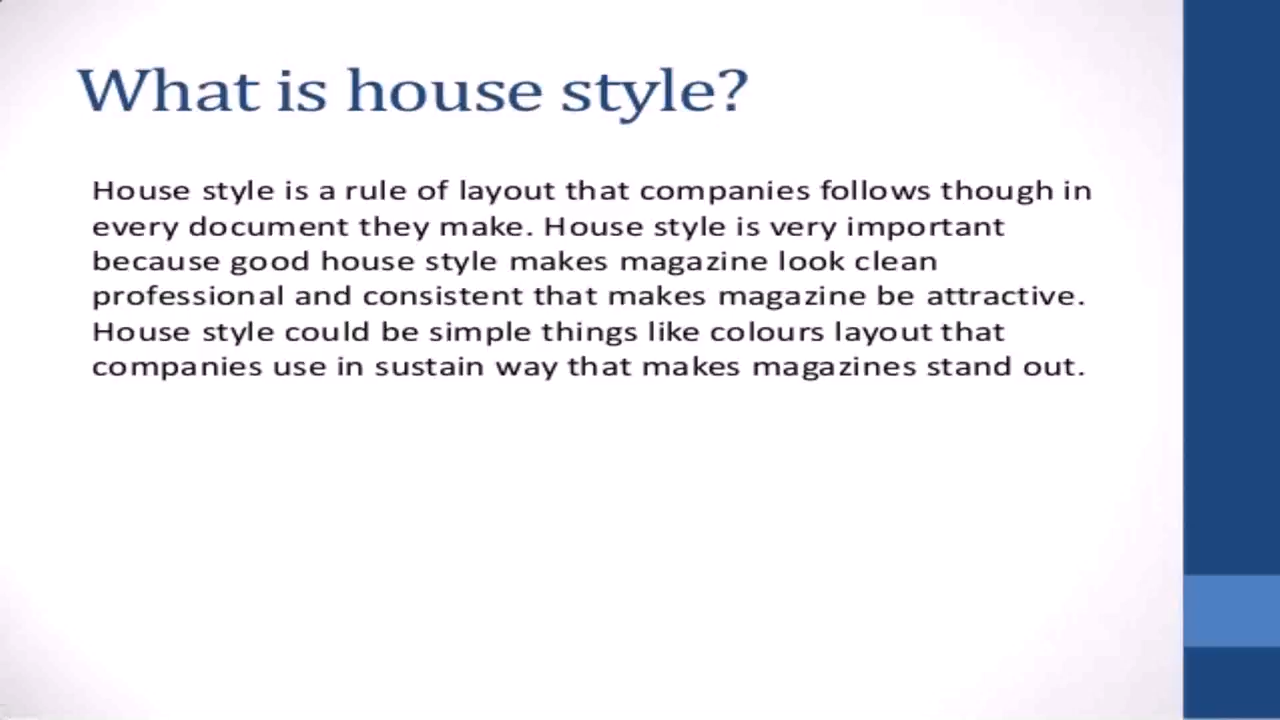 What is house style?
House style is a rule of layout that companies follows though in
every document they make. House style is very important
because good house style makes magazine look clean
professional and consistent that makes magazine be attractive.
House style could be simple things like colours layout that
companies use in sustain way that makes magazines stand out.